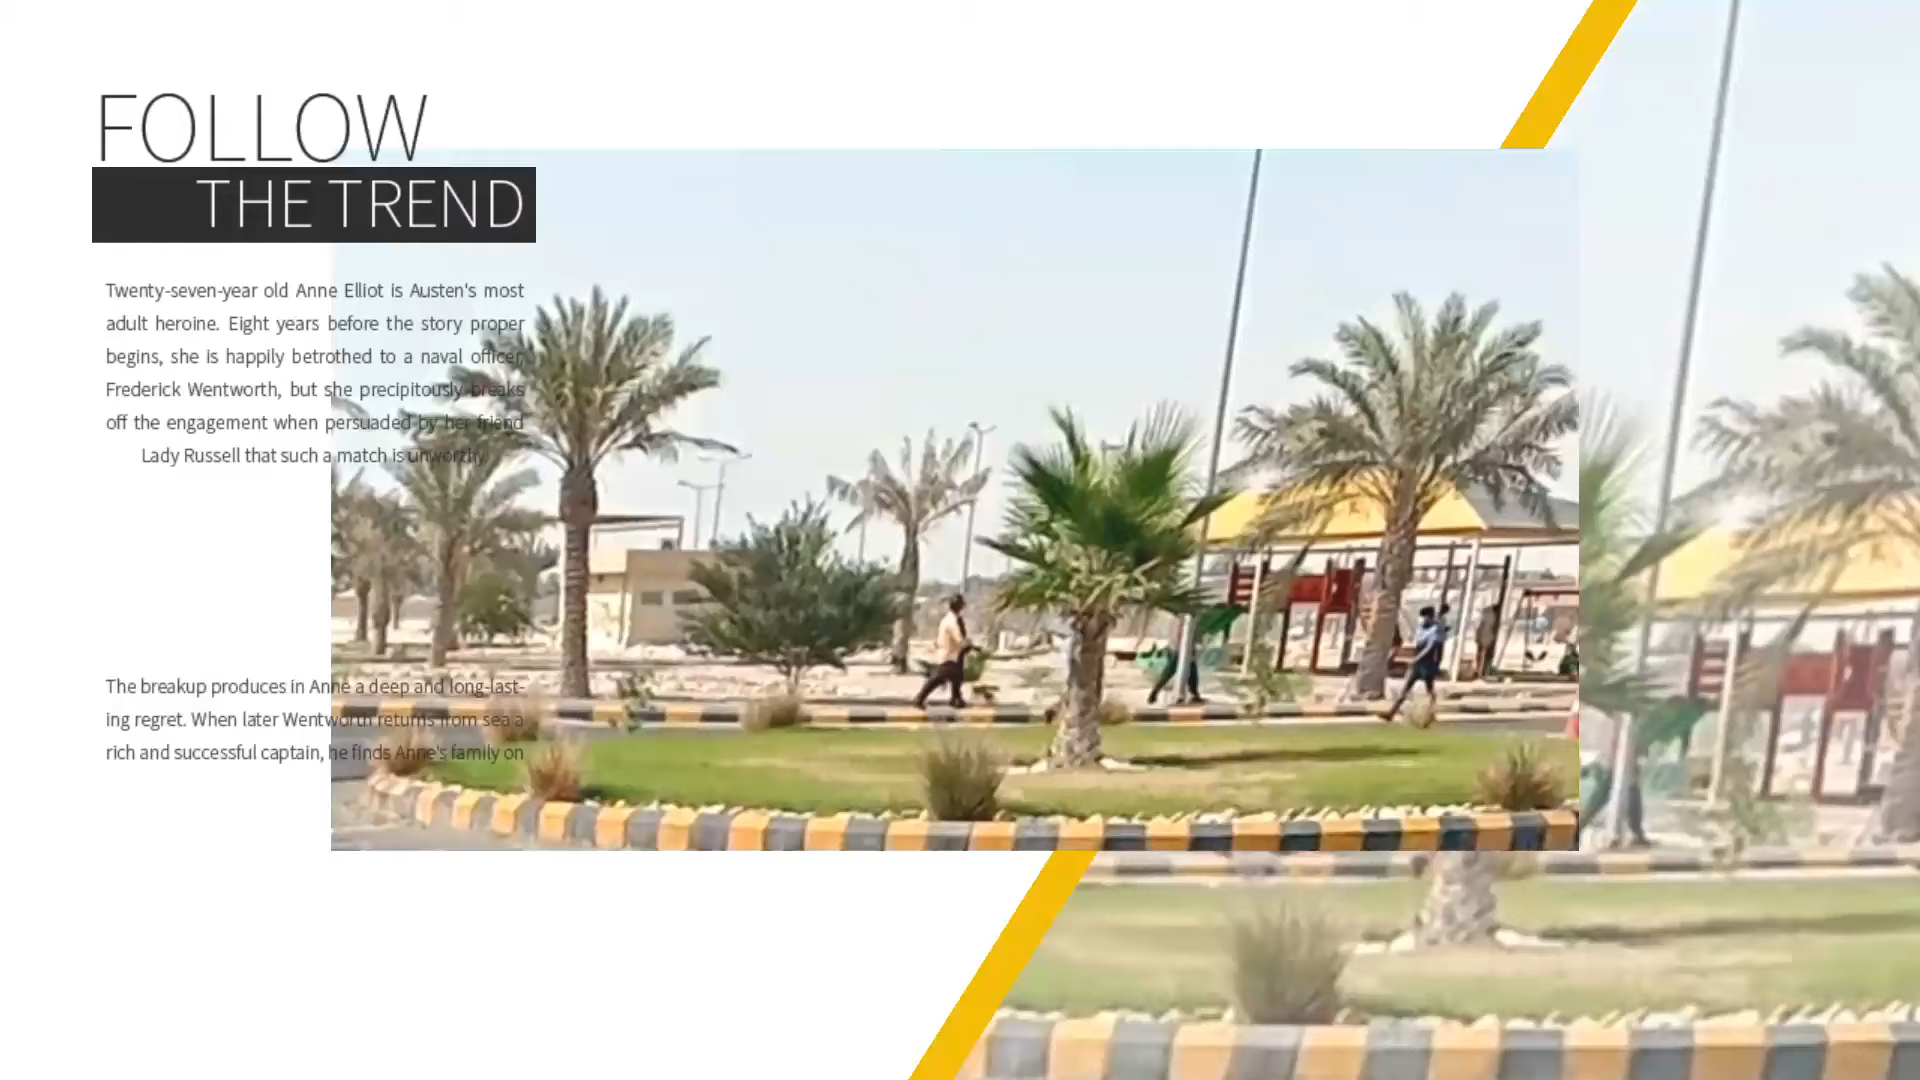 FOLLOW
THE TREND
Twenty-seven-year old Anne Elliot is Austen's most
adult heroine. Eight years before the story proper
begins, she is happily betrothed to a naval officer,
Frederick Wentworth, but she precipitously breaks
off the engagement when persuaded by her friend
Lady Russell that such a match is unworthy.
The breakup produces in Anne a deep and long-last-
ing regret. When later Wentworth returns from sea a
rich and successful captain, he finds Anne's family on